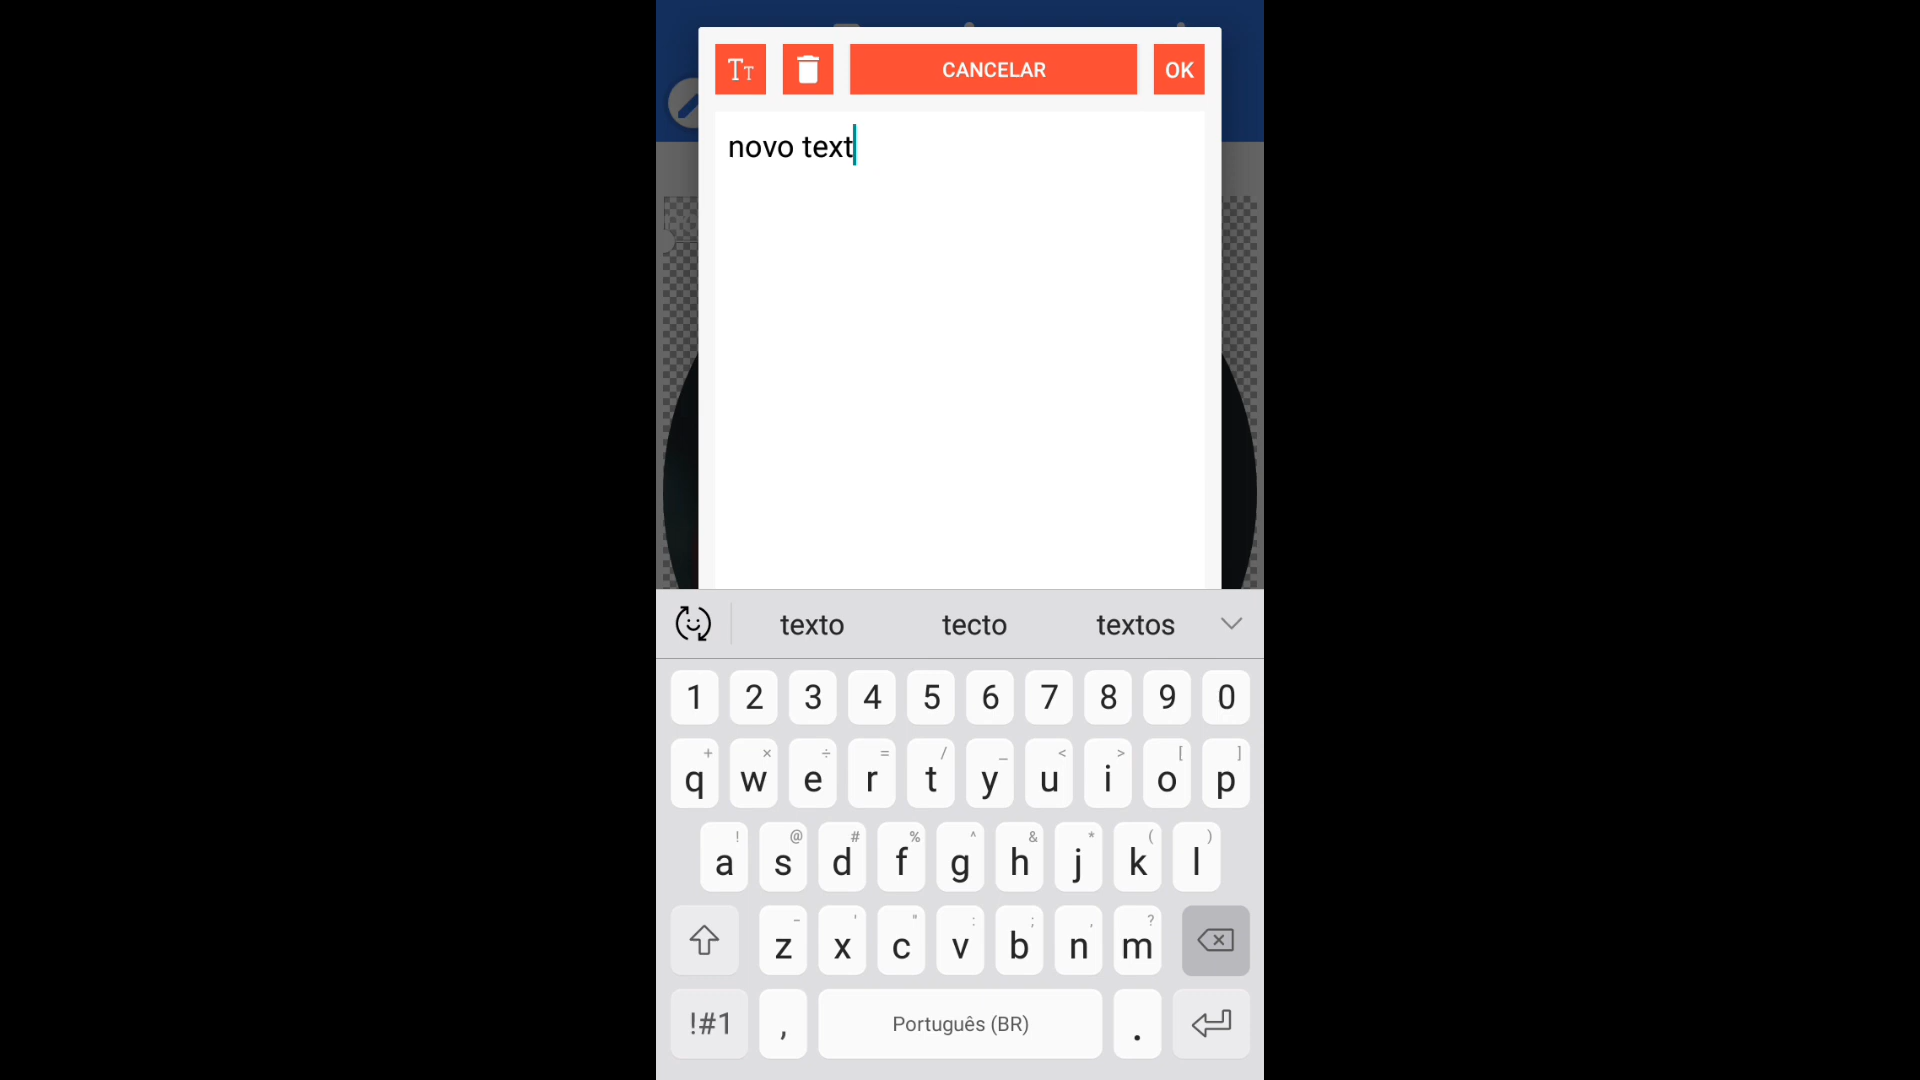 Tт CANCELAR OK
novo text
texto tecto textos
1 2 3 4 5 6 7 8 9 0
+ × ÷ = / _ < > [ ]
q w e r t y u i o p
! @ # % ^ & * ( )
a s d f g h j k l
- ' " : ; , ?
z x c v b n m
!#1 , Português (BR) .